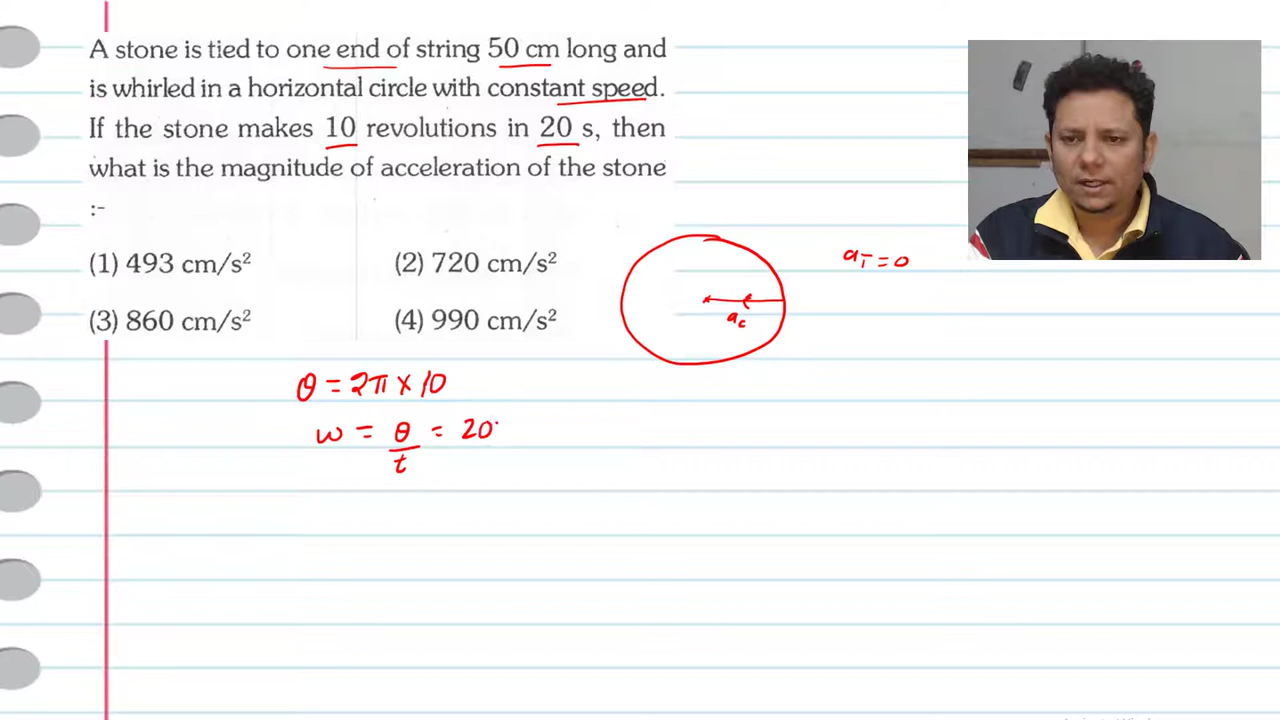 A stone is tied to one end of string 50 cm long and
is whirled in a horizontal circle with constant speed.
If the stone makes 10 revolutions in 20 s, then
what is the magnitude of acceleration of the stone
:-
(1) 493 cm/s² (2) 720 cm/s²
(3) 860 cm/s² (4) 990 cm/s²
a_T = 0
a_c
θ = 2π × 10
ω = θ/t = 20